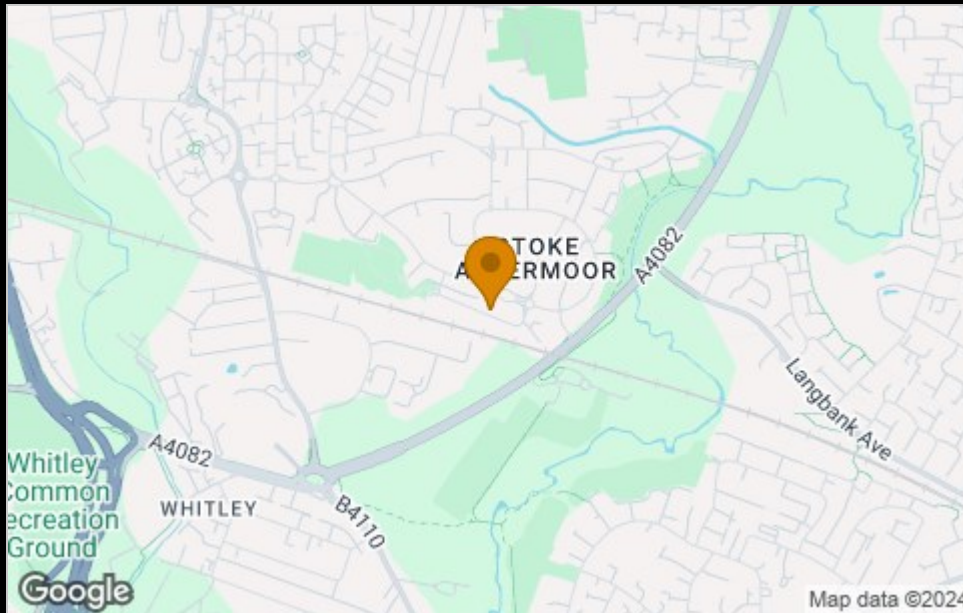 STOKE
A ERMOOR
A4082
Langbank Ave
A4082
Whitley
Common
ecreation
Ground
WHITLEY
B4110
Google
Map data ©2024